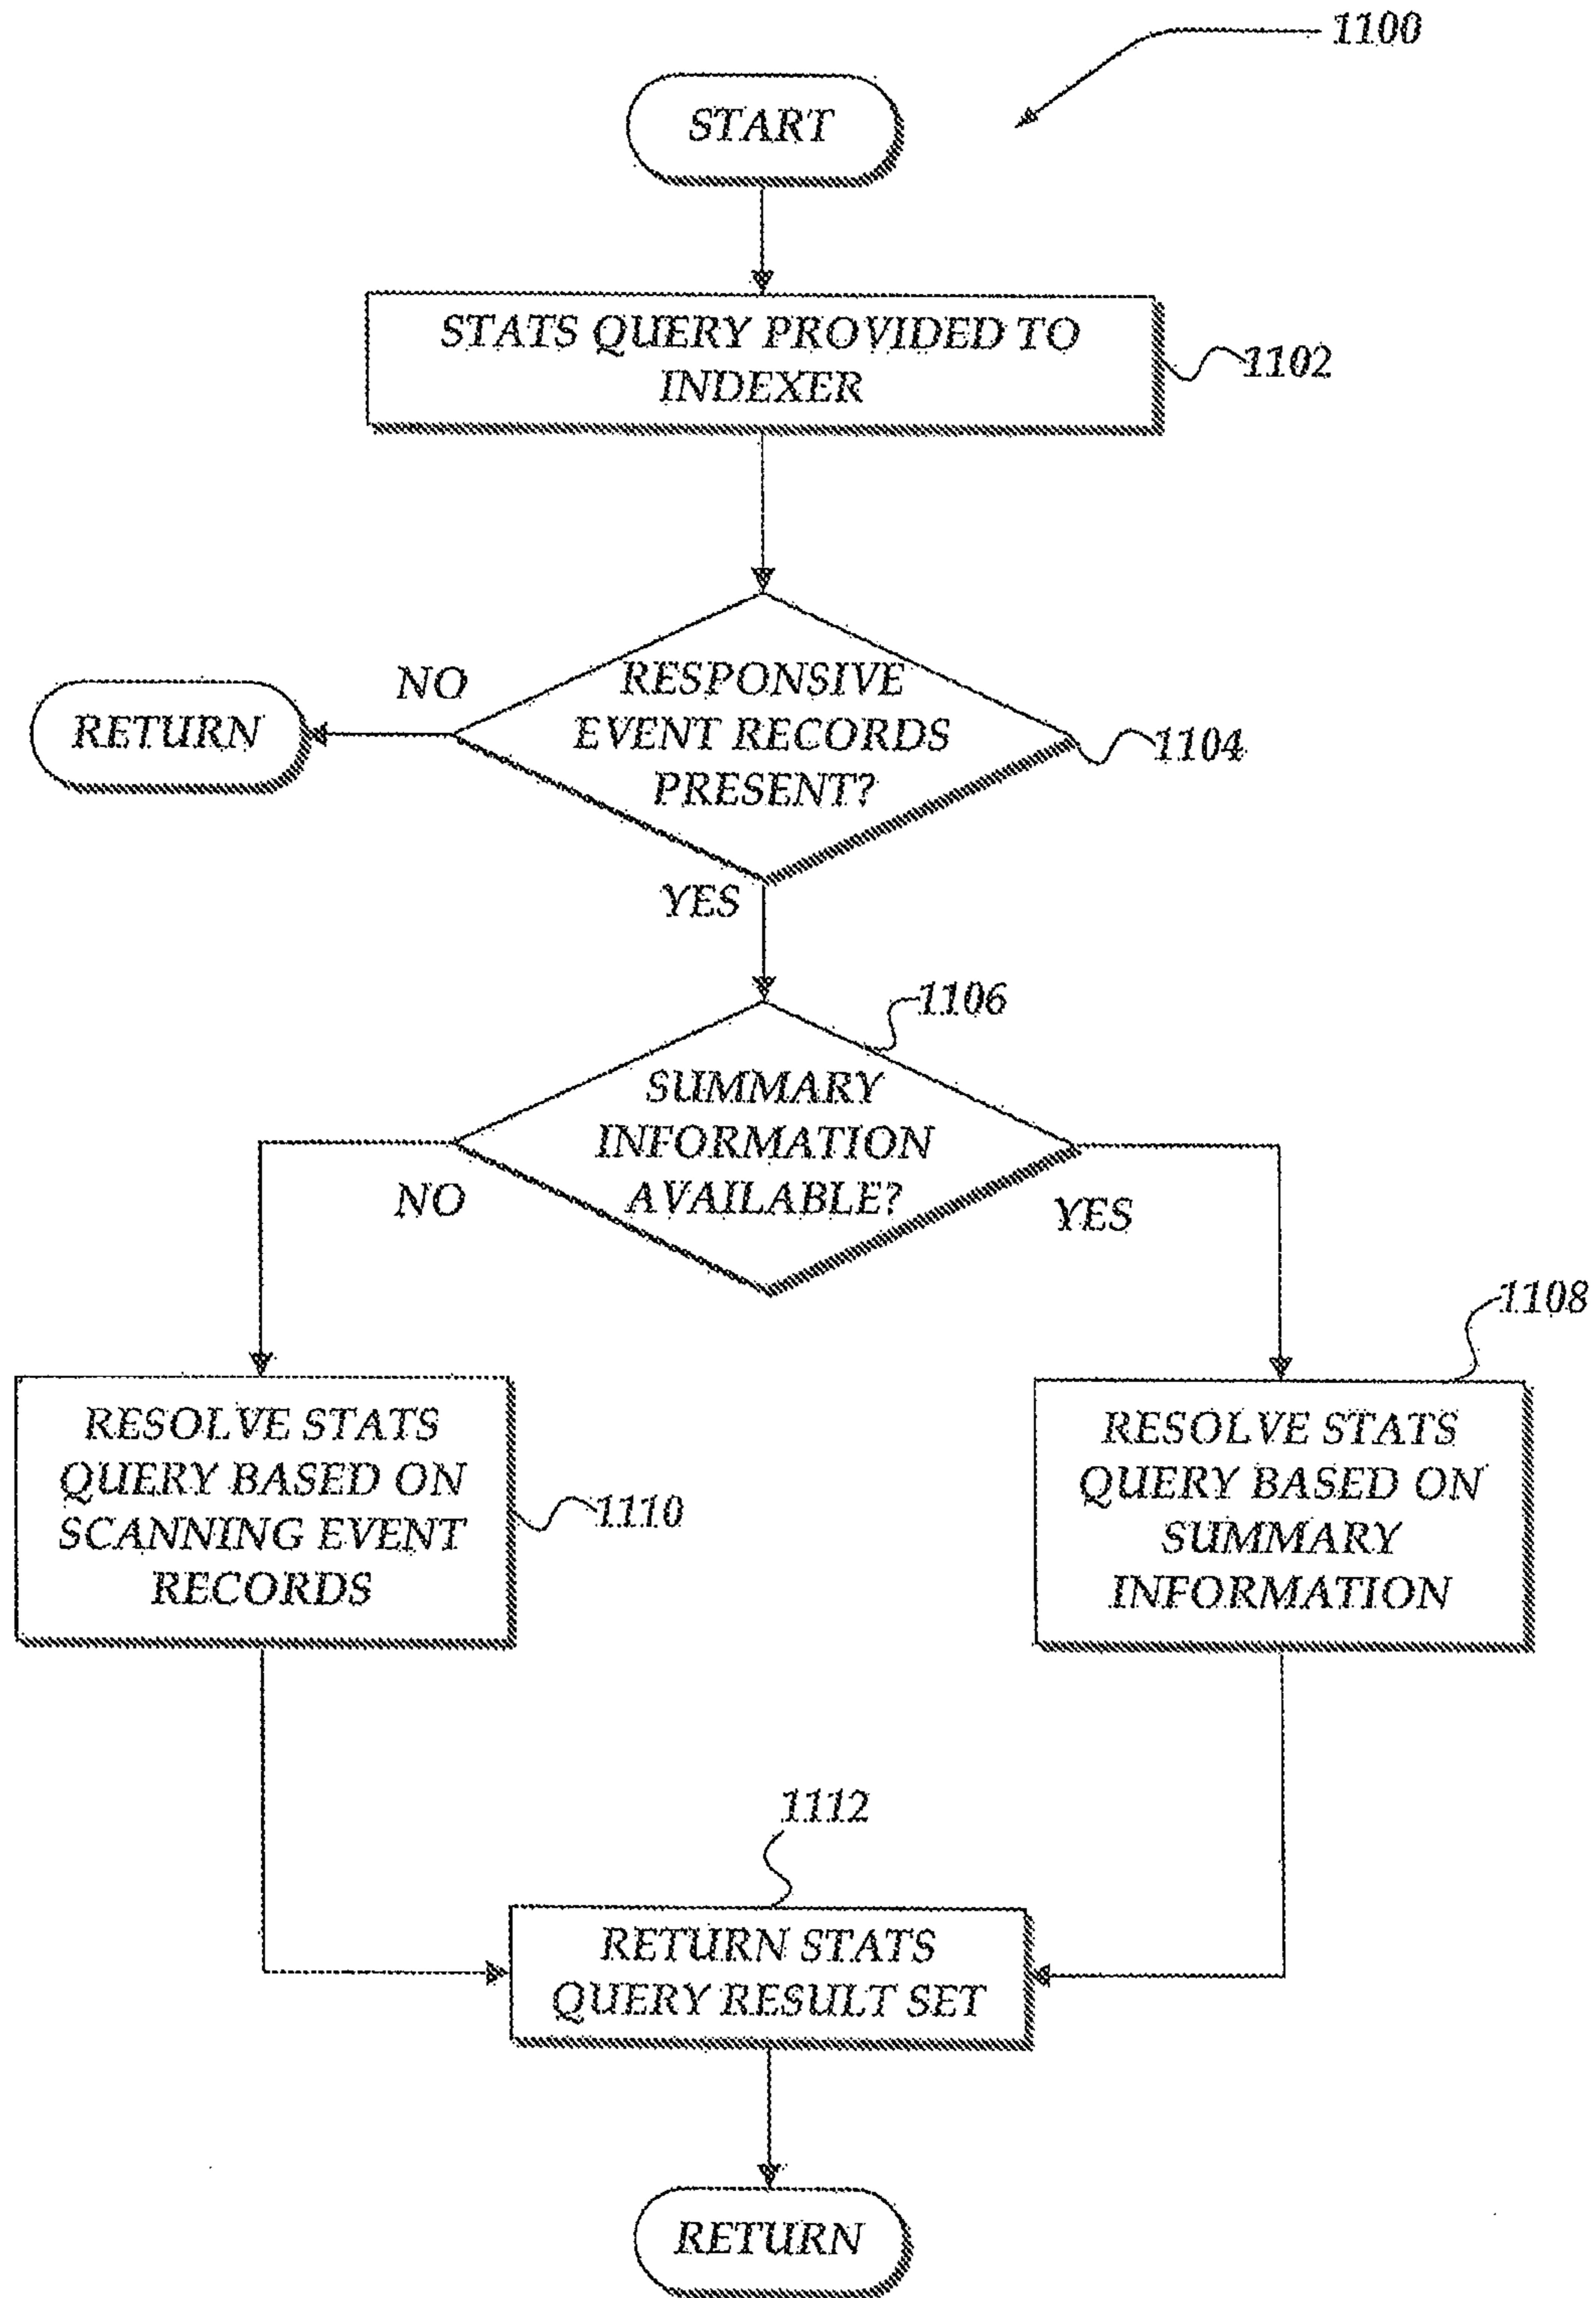 1100
START
STATS QUERY PROVIDED TO
INDEXER
1102
NO
RESPONSIVE
EVENT RECORDS
PRESENT?
RETURN
1104
YES
1106
SUMMARY
INFORMATION
AVAILABLE?
NO
YES
1108
RESOLVE STATS
QUERY BASED ON
SCANNING EVENT
RECORDS
1110
RESOLVE STATS
QUERY BASED ON
SUMMARY
INFORMATION
1112
RETURN STATS
QUERY RESULT SET
RETURN